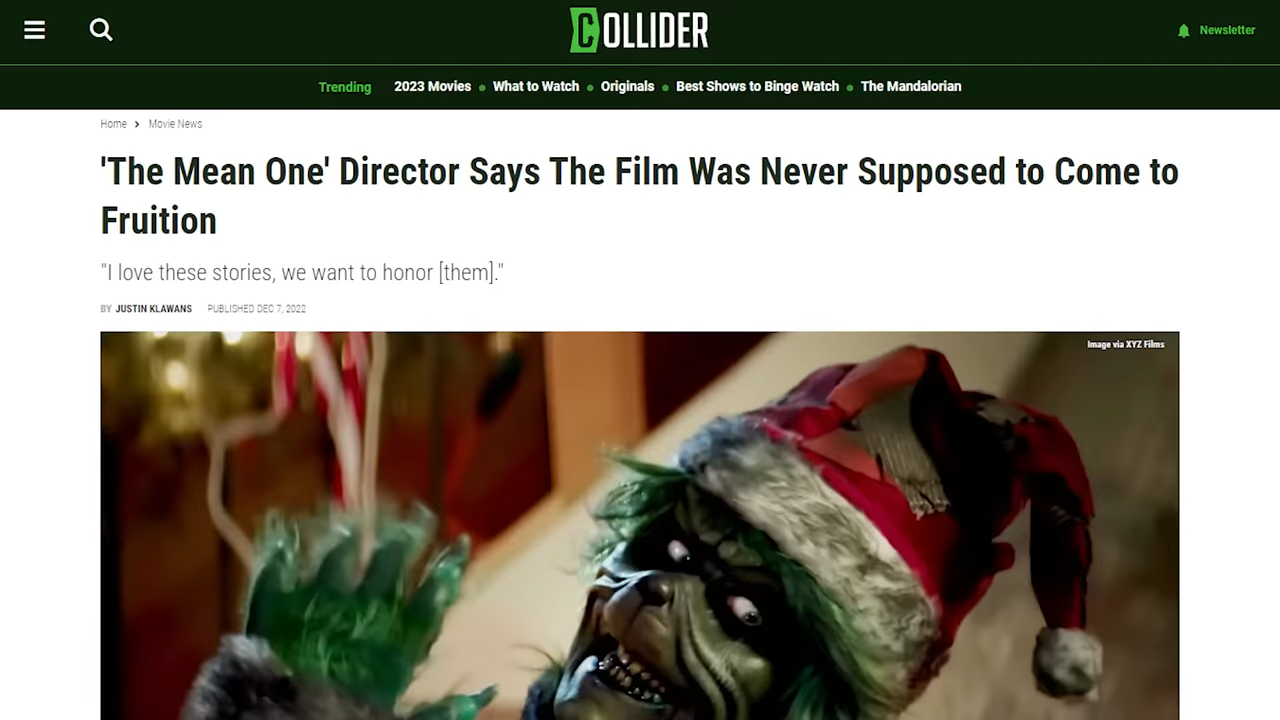 COLLIDER
Newsletter
Trending 2023 Movies • What to Watch • Originals • Best Shows to Binge Watch • The Mandalorian
Home > Movie News
'The Mean One' Director Says The Film Was Never Supposed to Come to
Fruition
"I love these stories, we want to honor [them]."
BY JUSTIN KLAWANS PUBLISHED DEC 7, 2022
Image via XYZ Films